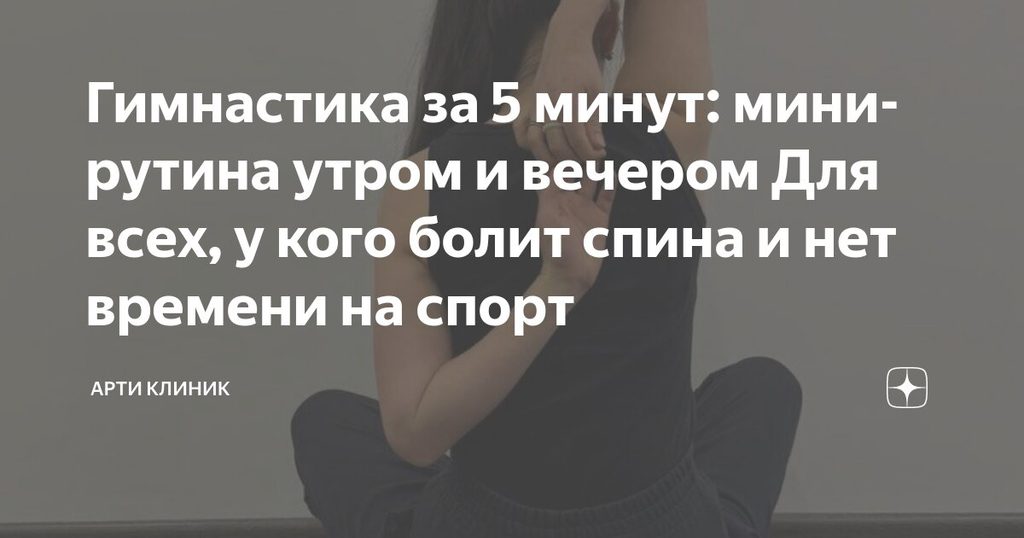 Гимнастика за 5 минут: мини-
рутина утром и вечером Для
всех, у кого болит спина и нет
времени на спорт
АРТИ КЛИНИК